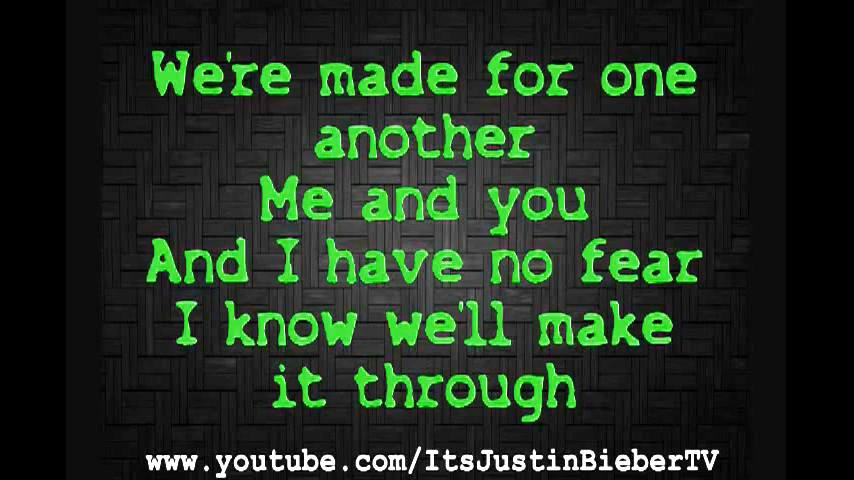 We're made for one
another
Me and you
And I have no fear
I know we'll make
it through
www.youtube.com/ItsJustinBieberTV